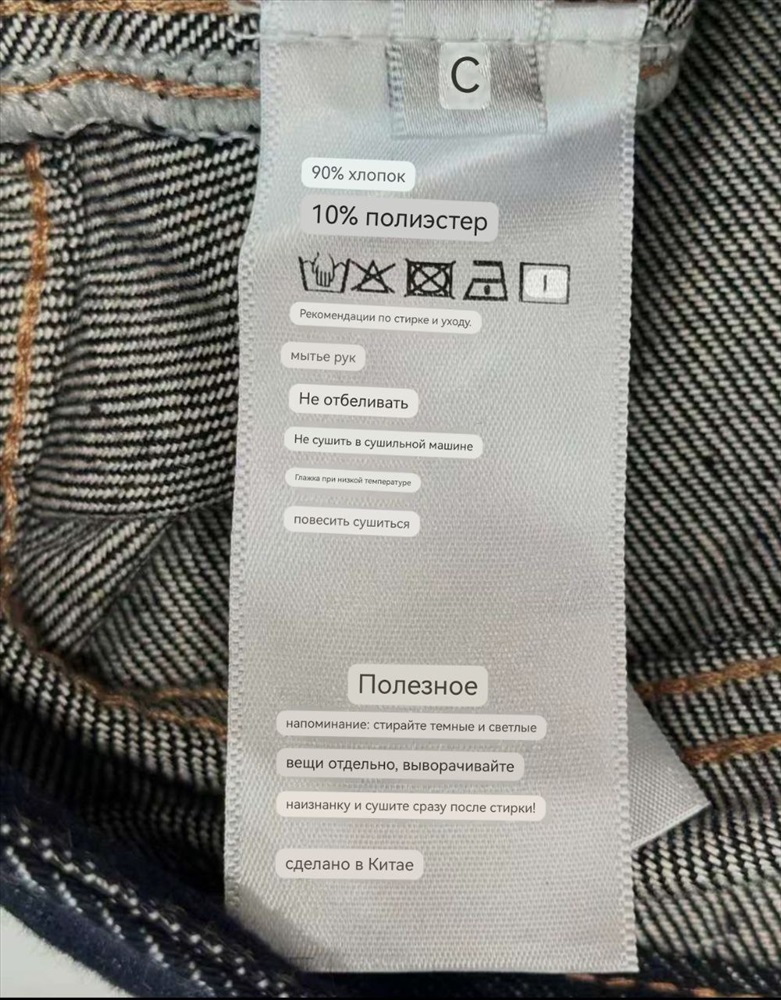 С
90% хлопок
10% полиэстер
Рекомендации по стирке и уходу.
мытье рук
Не отбеливать
Не сушить в сушильной машине
Глажка при низкой температуре
повесить сушиться
Полезное
напоминание: стирайте темные и светлые
вещи отдельно, выворачивайте
наизнанку и сушите сразу после стирки!
сделано в Китае